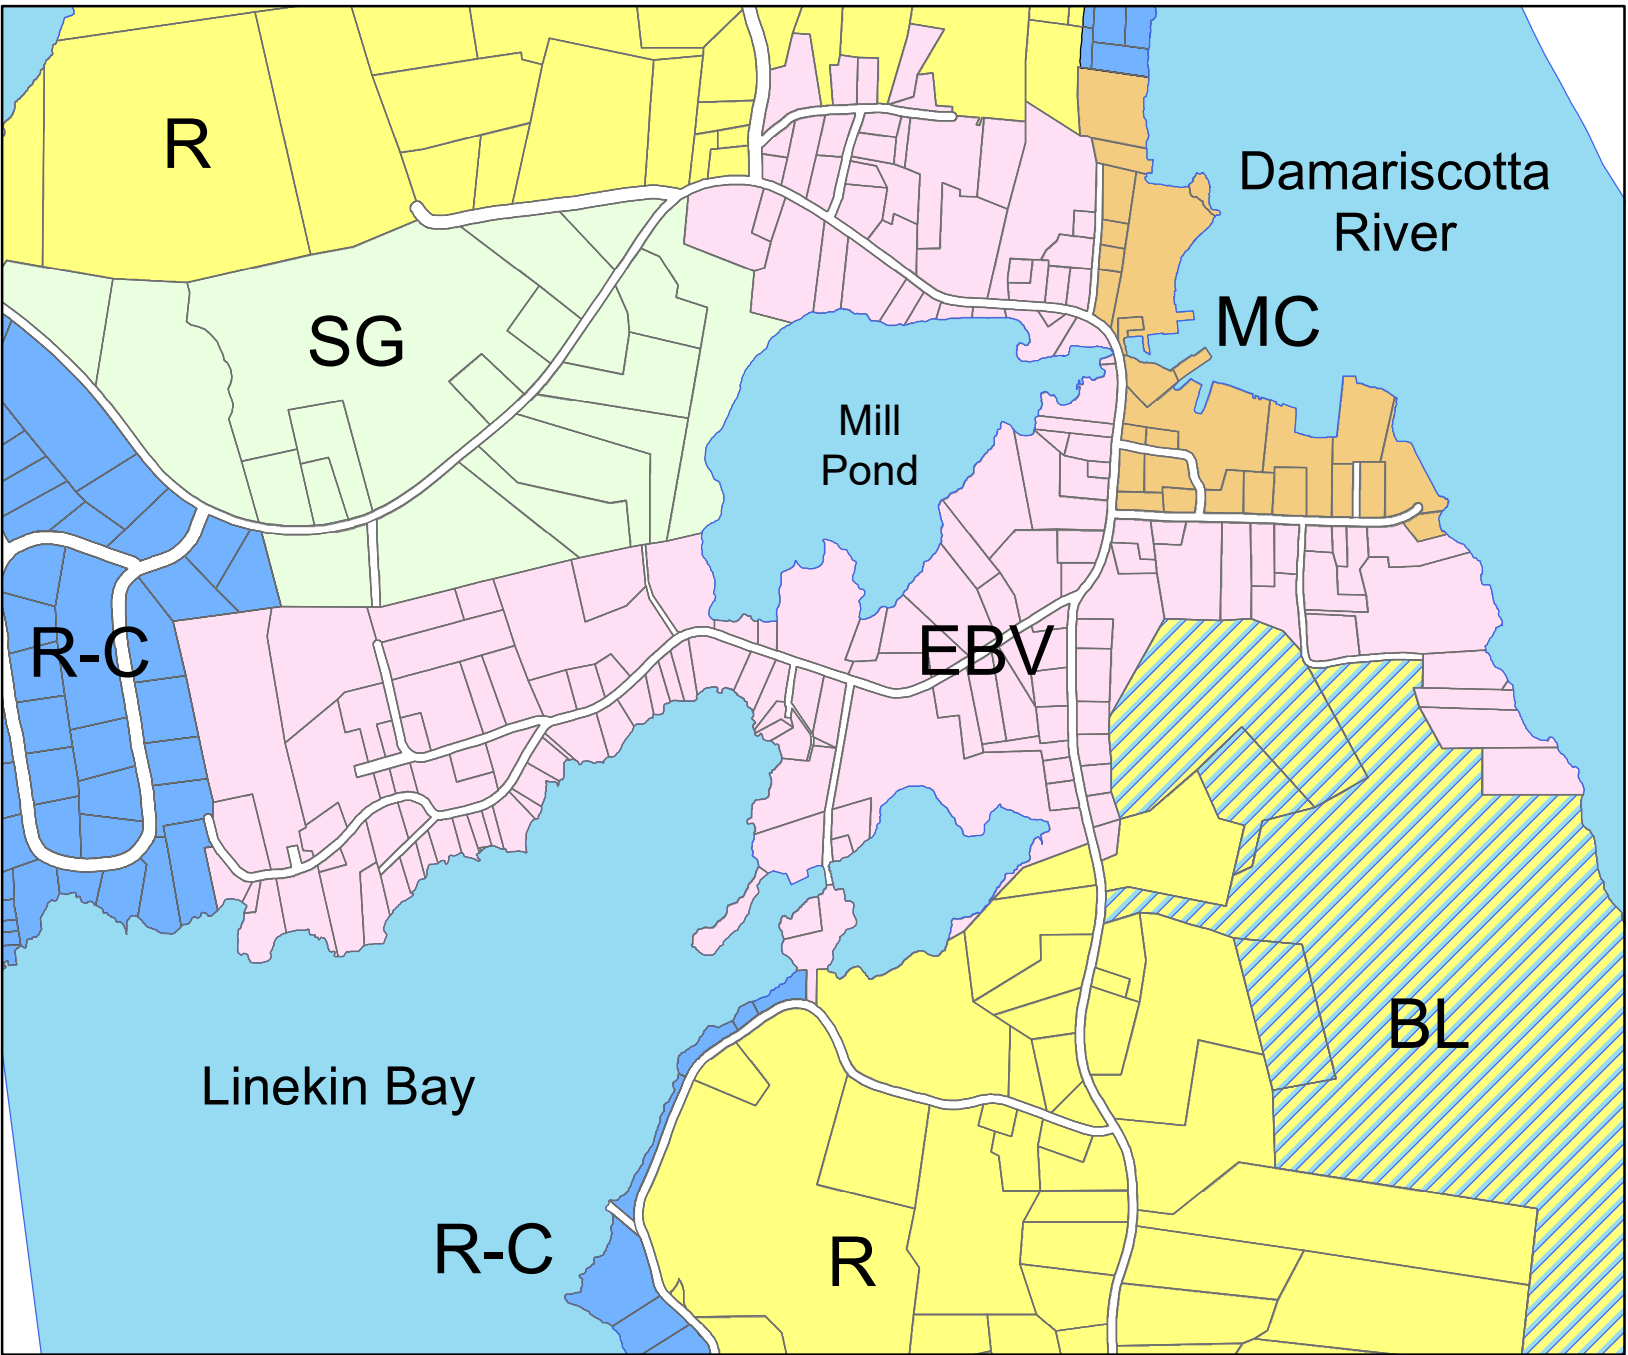 R
Damariscotta
River
SG
MC
Mill
Pond
R-C
EBV
BL
Linekin Bay
R-C
R